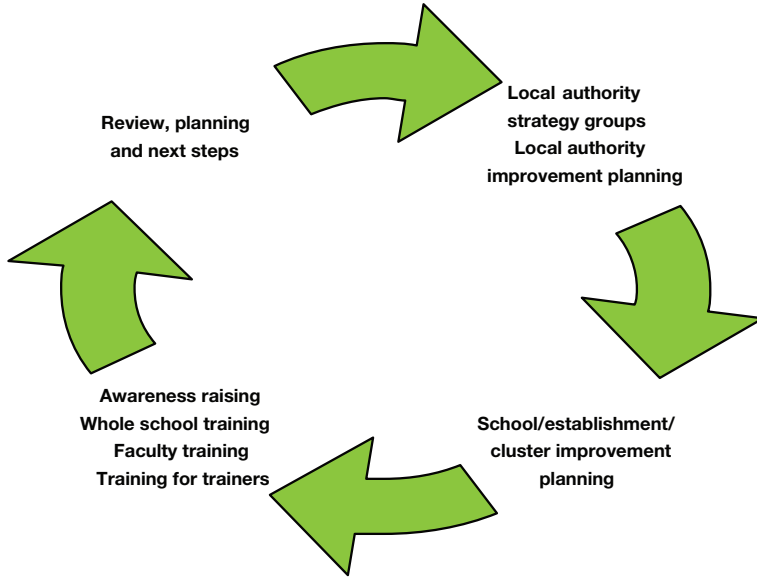 Review, planning
and next steps
Local authority
strategy groups
Local authority
improvement planning
Awareness raising
Whole school training
Faculty training
Training for trainers
School/establishment/
cluster improvement
planning